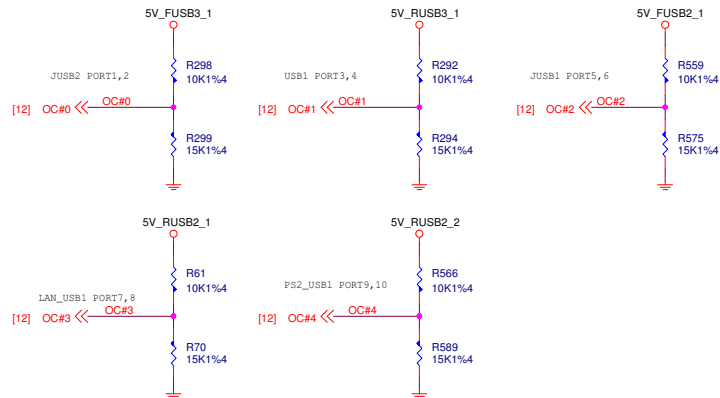 5V_FUSB3_1
R298
10K1%4
JUSB2 PORT1,2
[12] OC#0
OC#0
R299
15K1%4
5V_RUSB3_1
R292
10K1%4
USB1 PORT3,4
[12] OC#1
OC#1
R294
15K1%4
5V_FUSB2_1
R559
10K1%4
JUSB1 PORT5,6
[12] OC#2
OC#2
R575
15K1%4
5V_RUSB2_1
R61
10K1%4
LAN_USB1 PORT7,8
[12] OC#3
OC#3
R70
15K1%4
5V_RUSB2_2
R566
10K1%4
PS2_USB1 PORT9,10
[12] OC#4
OC#4
R589
15K1%4